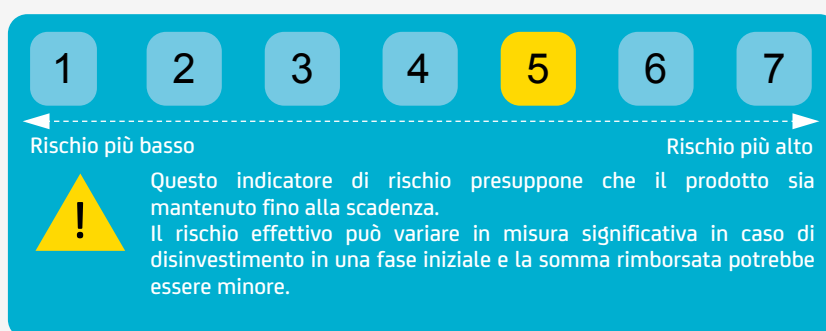 1 2 3 4 5 6 7
Rischio più basso Rischio più alto
!
Questo indicatore di rischio presuppone che il prodotto sia
mantenuto fino alla scadenza.
Il rischio effettivo può variare in misura significativa in caso di
disinvestimento in una fase iniziale e la somma rimborsata potrebbe
essere minore.